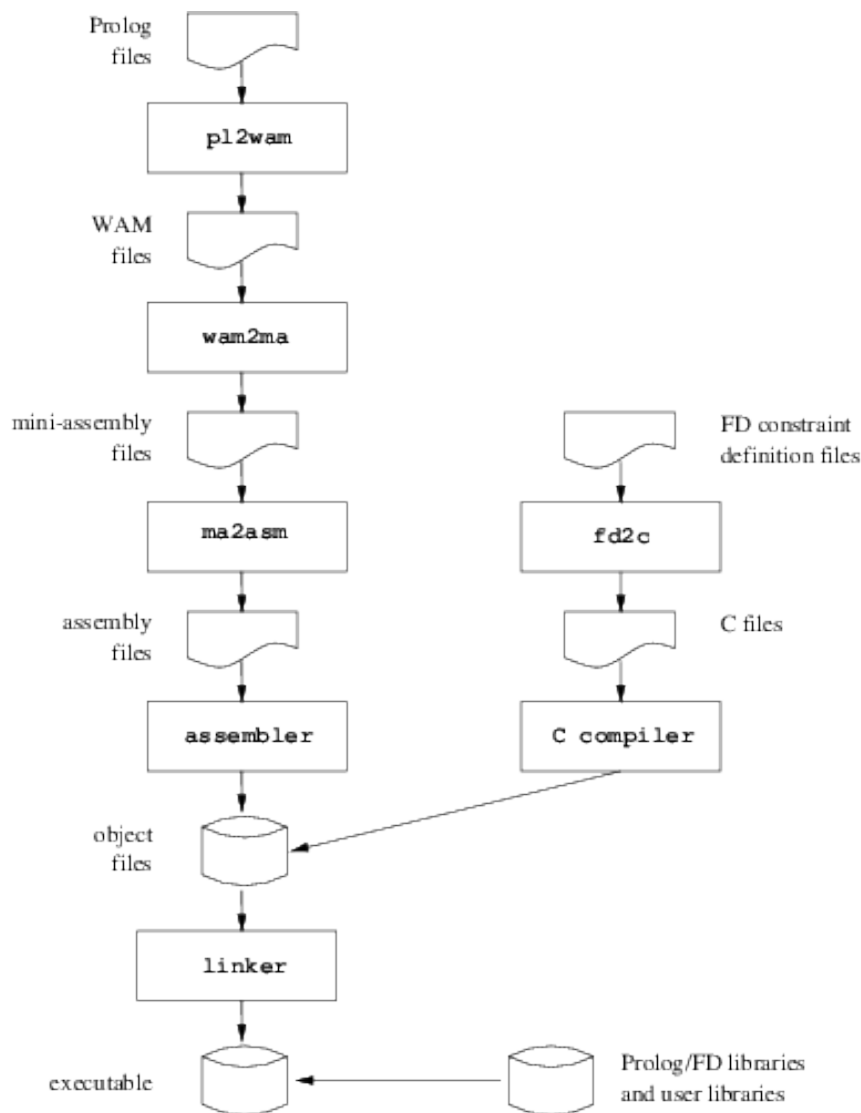 Prolog
files
pl2wam
WAM
files
wam2ma
mini-assembly
files
FD constraint
definition files
ma2asm
fd2c
assembly
files
C files
assembler
C compiler
object
files
linker
executable
Prolog/FD libraries
and user libraries